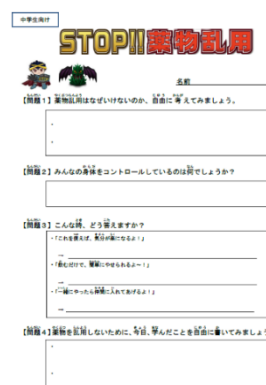 中学生向け
STOP!!薬物乱用
名前
【問題１】薬物乱用はなぜいけないのか、自由に考えてみましょう。
・
・
【問題２】みんなの身体をコントロールしているのは何でしょうか？
【問題３】こんな時、どう答えますか？
・「これを吸えば、気分が楽になるよ！」
→
・「飲むだけで、簡単にやせられるよー！」
→
・「一緒にやったら仲間に入れてあげるよ！」
→
【問題４】薬物を乱用しないために、今日、学んだことを自由に書いてみましょう
・
・